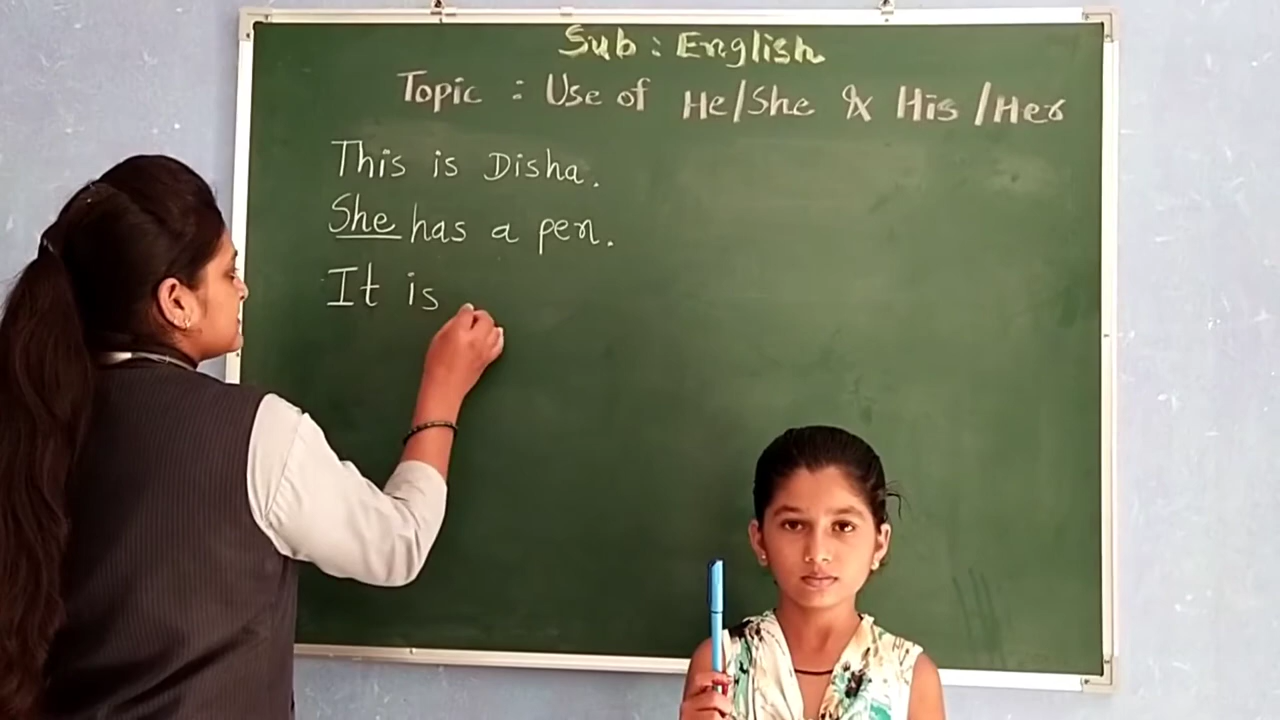 Sub : English
Topic : Use of He/She & His/Her
This is Disha.
She has a pen.
It is